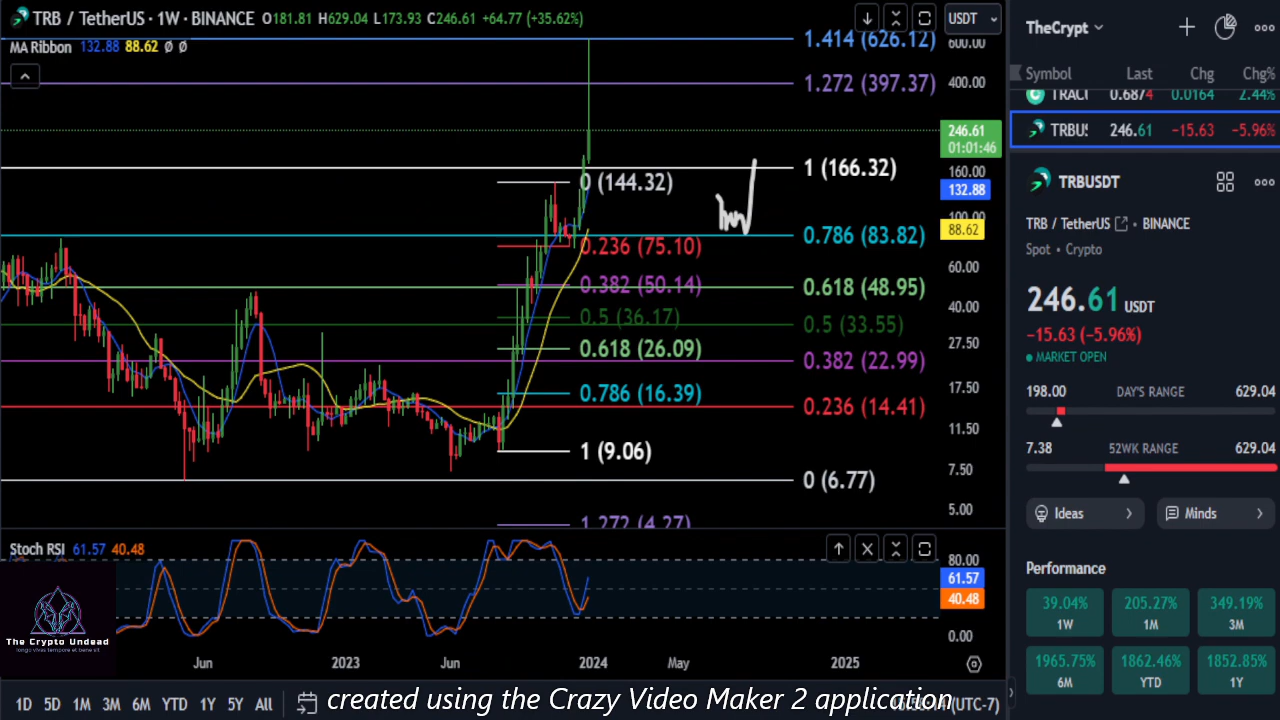 TRB / TetherUS · 1W · BINANCE O181.81 H629.04 L173.93 C246.61 +64.77 (+35.62%)
MA Ribbon 132.88 88.62 Ø Ø
USDT
600.00
400.00
246.61
01:01:46
160.00
132.88
100.00
88.62
60.00
40.00
27.50
17.50
11.50
7.50
5.00
1.414 (626.12)
1.272 (397.37)
1 (166.32)
0.786 (83.82)
0.618 (48.95)
0.5 (33.55)
0.382 (22.99)
0.236 (14.41)
0 (6.77)
0 (144.32)
0.236 (75.10)
0.382 (50.14)
0.5 (36.17)
0.618 (26.09)
0.786 (16.39)
1 (9.06)
1.272 (4.27)
Stoch RSI 61.57 40.48
80.00
61.57
40.48
0.00
The Crypto Undead
longo vivas tempore et bene sit
Jun 2023 Jun 2024 May 2025
1D 5D 1M 3M 6M YTD 1Y 5Y All
(UTC-7)
created using the Crazy Video Maker 2 application
TheCrypt
Symbol Last Chg Chg%
0.6874 0.0164 2.44%
TRBU 246.61 −15.63 −5.96%
TRBUSDT
TRB / TetherUS · BINANCE
Spot · Crypto
246.61 USDT
−15.63 (−5.96%)
MARKET OPEN
198.00 DAY'S RANGE 629.04
7.38 52WK RANGE 629.04
Ideas
Minds
Performance
39.04% 205.27% 349.19%
1W 1M 3M
1965.75% 1862.46% 1852.85%
6M YTD 1Y